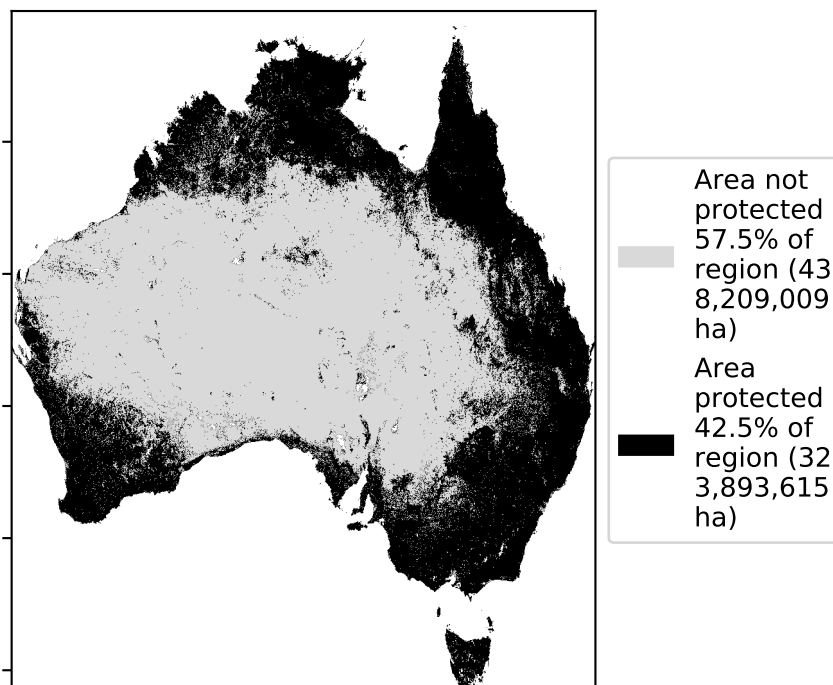 Area not
protected
57.5% of
region (43
8,209,009
ha)
Area
protected
42.5% of
region (32
3,893,615
ha)